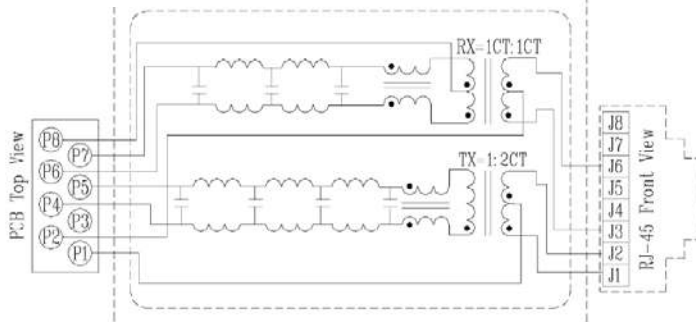 RX=1CT:1CT
TX=1:2CT
PCB Top View
P8
P7
P6
P5
P4
P3
P2
P1
J8
J7
J6
J5
J4
J3
J2
J1
RJ-45 Front View